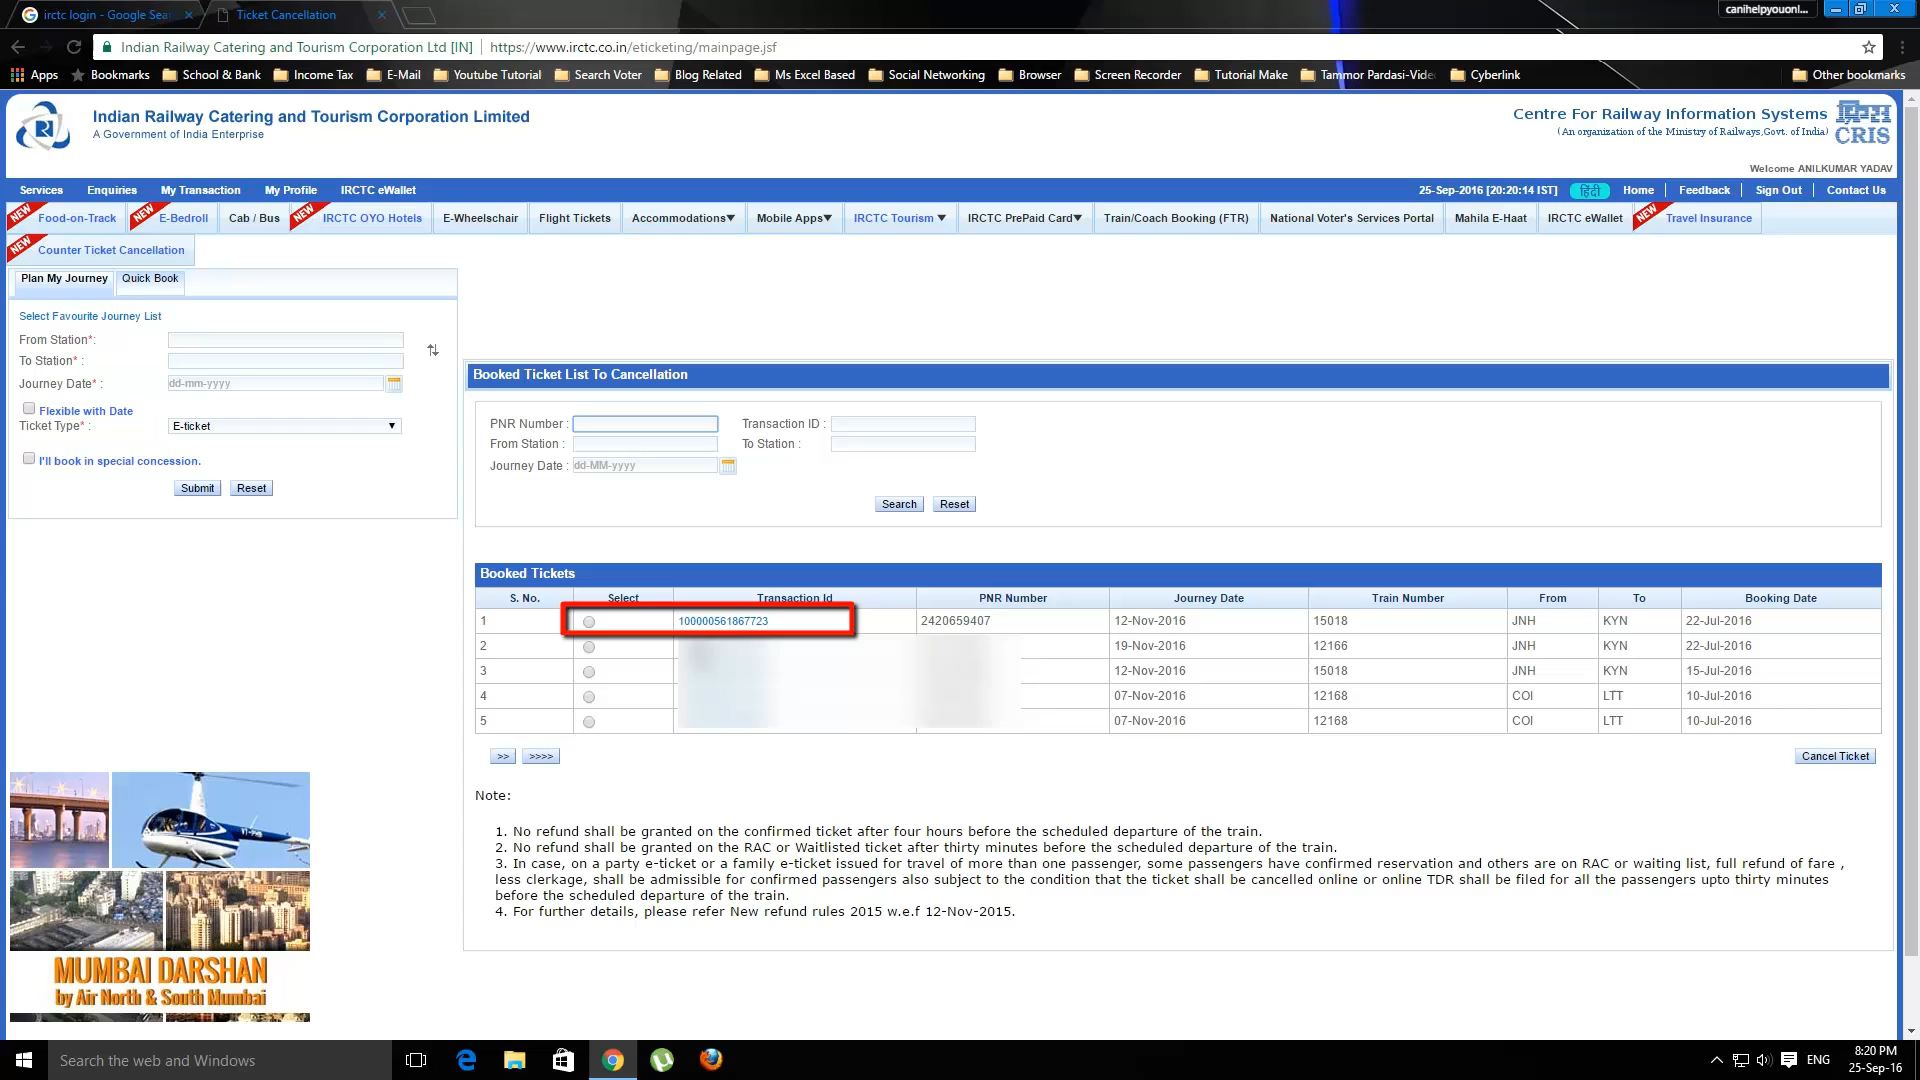 irctc login - Google Sea
Ticket Cancellation
canihelpyouonl...
Indian Railway Catering and Tourism Corporation Ltd [IN]
https://www.irctc.co.in/eticketing/mainpage.jsf
Apps Bookmarks School & Bank Income Tax E-Mail Youtube Tutorial Search Voter Blog Related Ms Excel Based Social Networking Browser Screen Recorder Tutorial Make Tammor Pardasi-Vide Cyberlink Other bookmarks
Indian Railway Catering and Tourism Corporation Limited
A Government of India Enterprise
Centre For Railway Information Systems
(An organization of the Ministry of Railways,Govt. of India)
CRIS
Welcome ANILKUMAR YADAV
Services Enquiries My Transaction My Profile IRCTC eWallet 25-Sep-2016 [20:20:14 IST] हिंदी Home Feedback Sign Out Contact Us
NEW Food-on-Track NEW E-Bedroll Cab / Bus NEW IRCTC OYO Hotels E-Wheelschair Flight Tickets Accommodations▼ Mobile Apps▼ IRCTC Tourism ▼ IRCTC PrePaid Card▼ Train/Coach Booking (FTR) National Voter's Services Portal Mahila E-Haat IRCTC eWallet NEW Travel Insurance
NEW Counter Ticket Cancellation
Plan My Journey Quick Book
Select Favourite Journey List
From Station*:
To Station* :
Journey Date* : dd-mm-yyyy
Flexible with Date
Ticket Type* : E-ticket
I'll book in special concession.
Submit Reset
Booked Ticket List To Cancellation
PNR Number : Transaction ID :
From Station : To Station :
Journey Date : dd-MM-yyyy
Search Reset
Booked Tickets
S. No. Select Transaction Id PNR Number Journey Date Train Number From To Booking Date
1 100000561867723 2420659407 12-Nov-2016 15018 JNH KYN 22-Jul-2016
2 19-Nov-2016 12166 JNH KYN 22-Jul-2016
3 12-Nov-2016 15018 JNH KYN 15-Jul-2016
4 07-Nov-2016 12168 COI LTT 10-Jul-2016
5 07-Nov-2016 12168 COI LTT 10-Jul-2016
>> >>>> Cancel Ticket
Note:
1. No refund shall be granted on the confirmed ticket after four hours before the scheduled departure of the train.
2. No refund shall be granted on the RAC or Waitlisted ticket after thirty minutes before the scheduled departure of the train.
3. In case, on a party e-ticket or a family e-ticket issued for travel of more than one passenger, some passengers have confirmed reservation and others are on RAC or waiting list, full refund of fare ,
less clerkage, shall be admissible for confirmed passengers also subject to the condition that the ticket shall be cancelled online or online TDR shall be filed for all the passengers upto thirty minutes
before the scheduled departure of the train.
4. For further details, please refer New refund rules 2015 w.e.f 12-Nov-2015.
MUMBAI DARSHAN
by Air North & South Mumbai
Search the web and Windows
ENG
8:20 PM
25-Sep-16